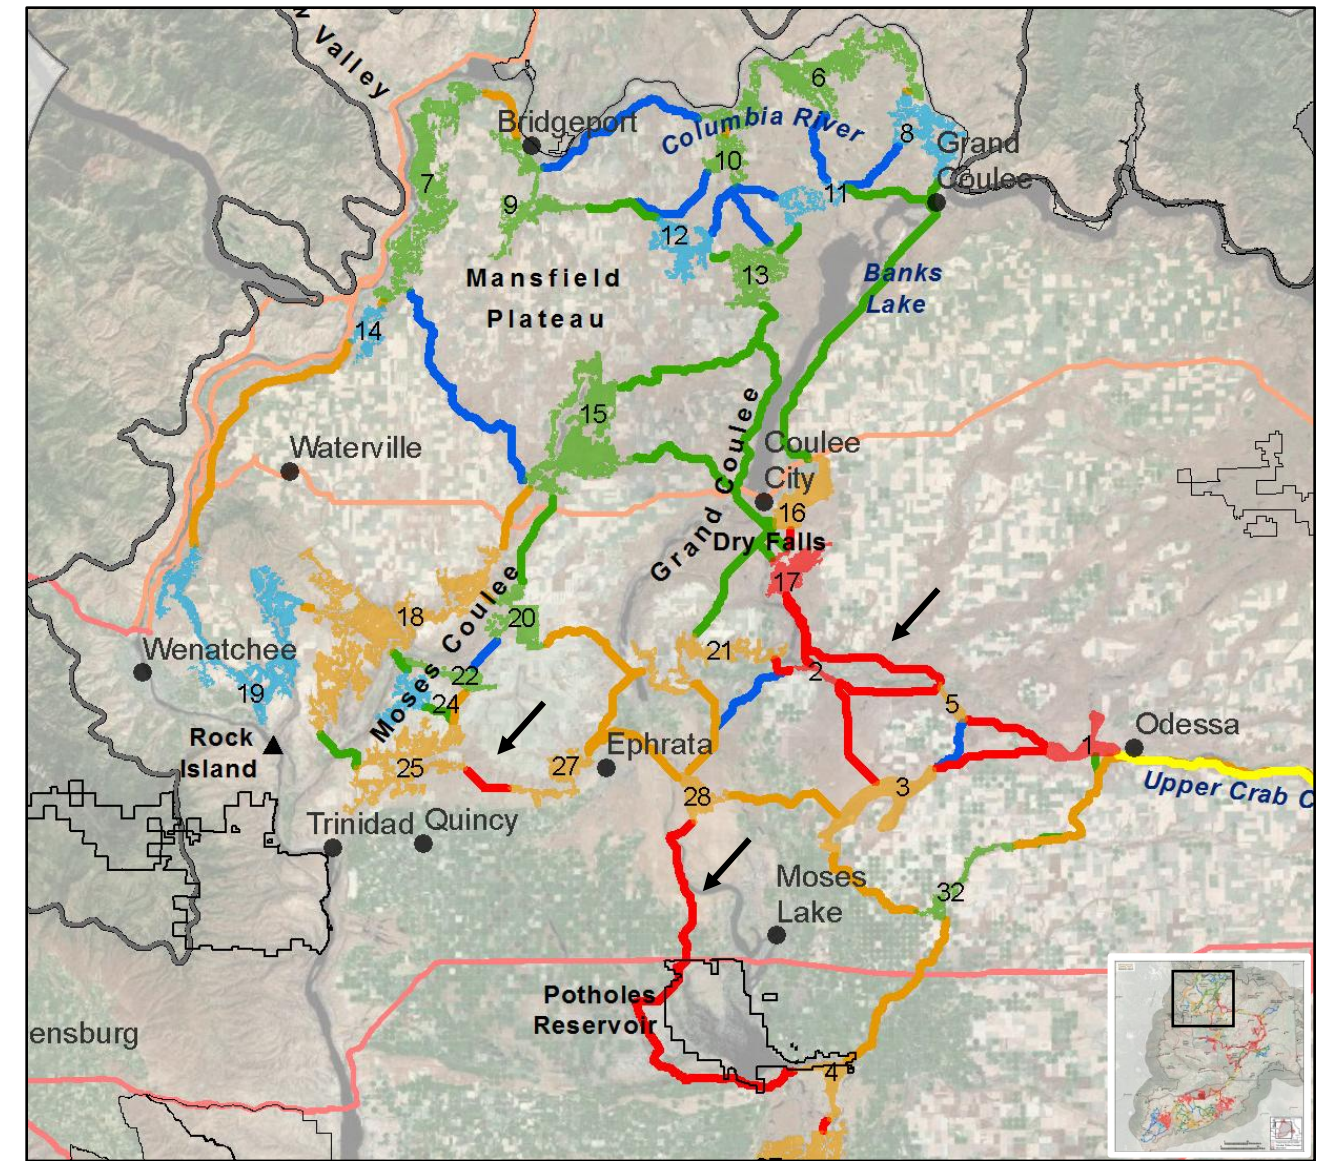 w Valley
6
Bridgeport
Columbia River
8
Grand
Coulee
10
7
11
9
12
13
Mansfield
Plateau
Banks
Lake
14
15
Grand Coulee
Coulee
City
Waterville
16
Dry Falls
17
18
20
Moses Coulee
Wenatchee
21
2
22
19
24
5
Rock
Island
Odessa
1
25
27
Ephrata
3
28
Upper Crab C
Trinidad
Quincy
Moses
Lake
32
Potholes
Reservoir
ensburg
4